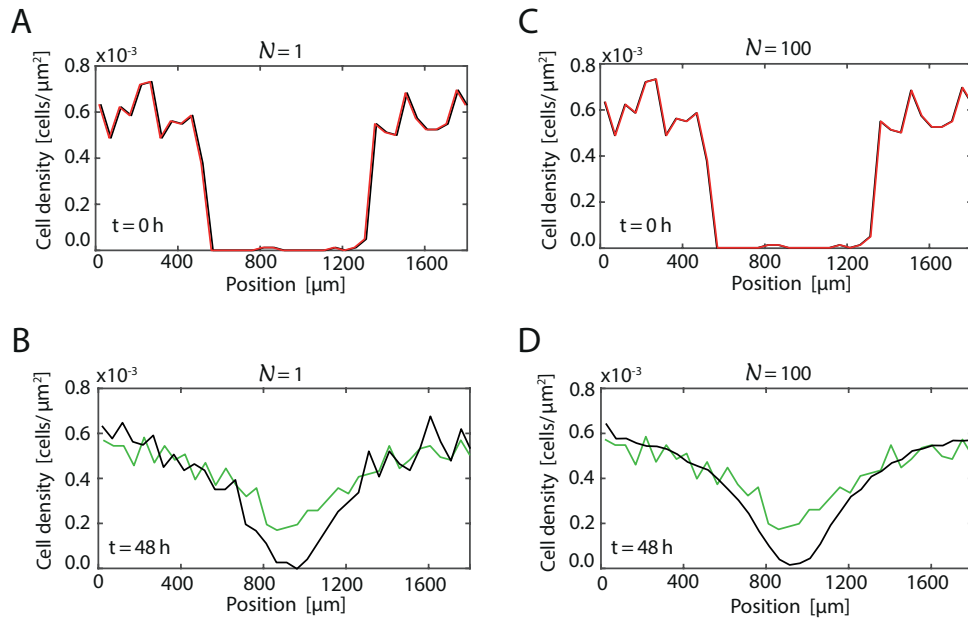 A
x10⁻³
𝒩 = 1
0.8
0.6
0.4
0.2
0.0
Cell density [cells/µm²]
t = 0 h
0
400
800
1200
1600
Position [µm]
C
x10⁻³
𝒩 = 100
0.8
0.6
0.4
0.2
0.0
Cell density [cells/µm²]
t = 0 h
0
400
800
1200
1600
Position [µm]
B
x10⁻³
𝒩 = 1
0.8
0.6
0.4
0.2
0.0
Cell density [cells/µm²]
t = 48 h
0
400
800
1200
1600
Position [µm]
D
x10⁻³
𝒩 = 100
0.8
0.6
0.4
0.2
0.0
Cell density [cells/µm²]
t = 48 h
0
400
800
1200
1600
Position [µm]